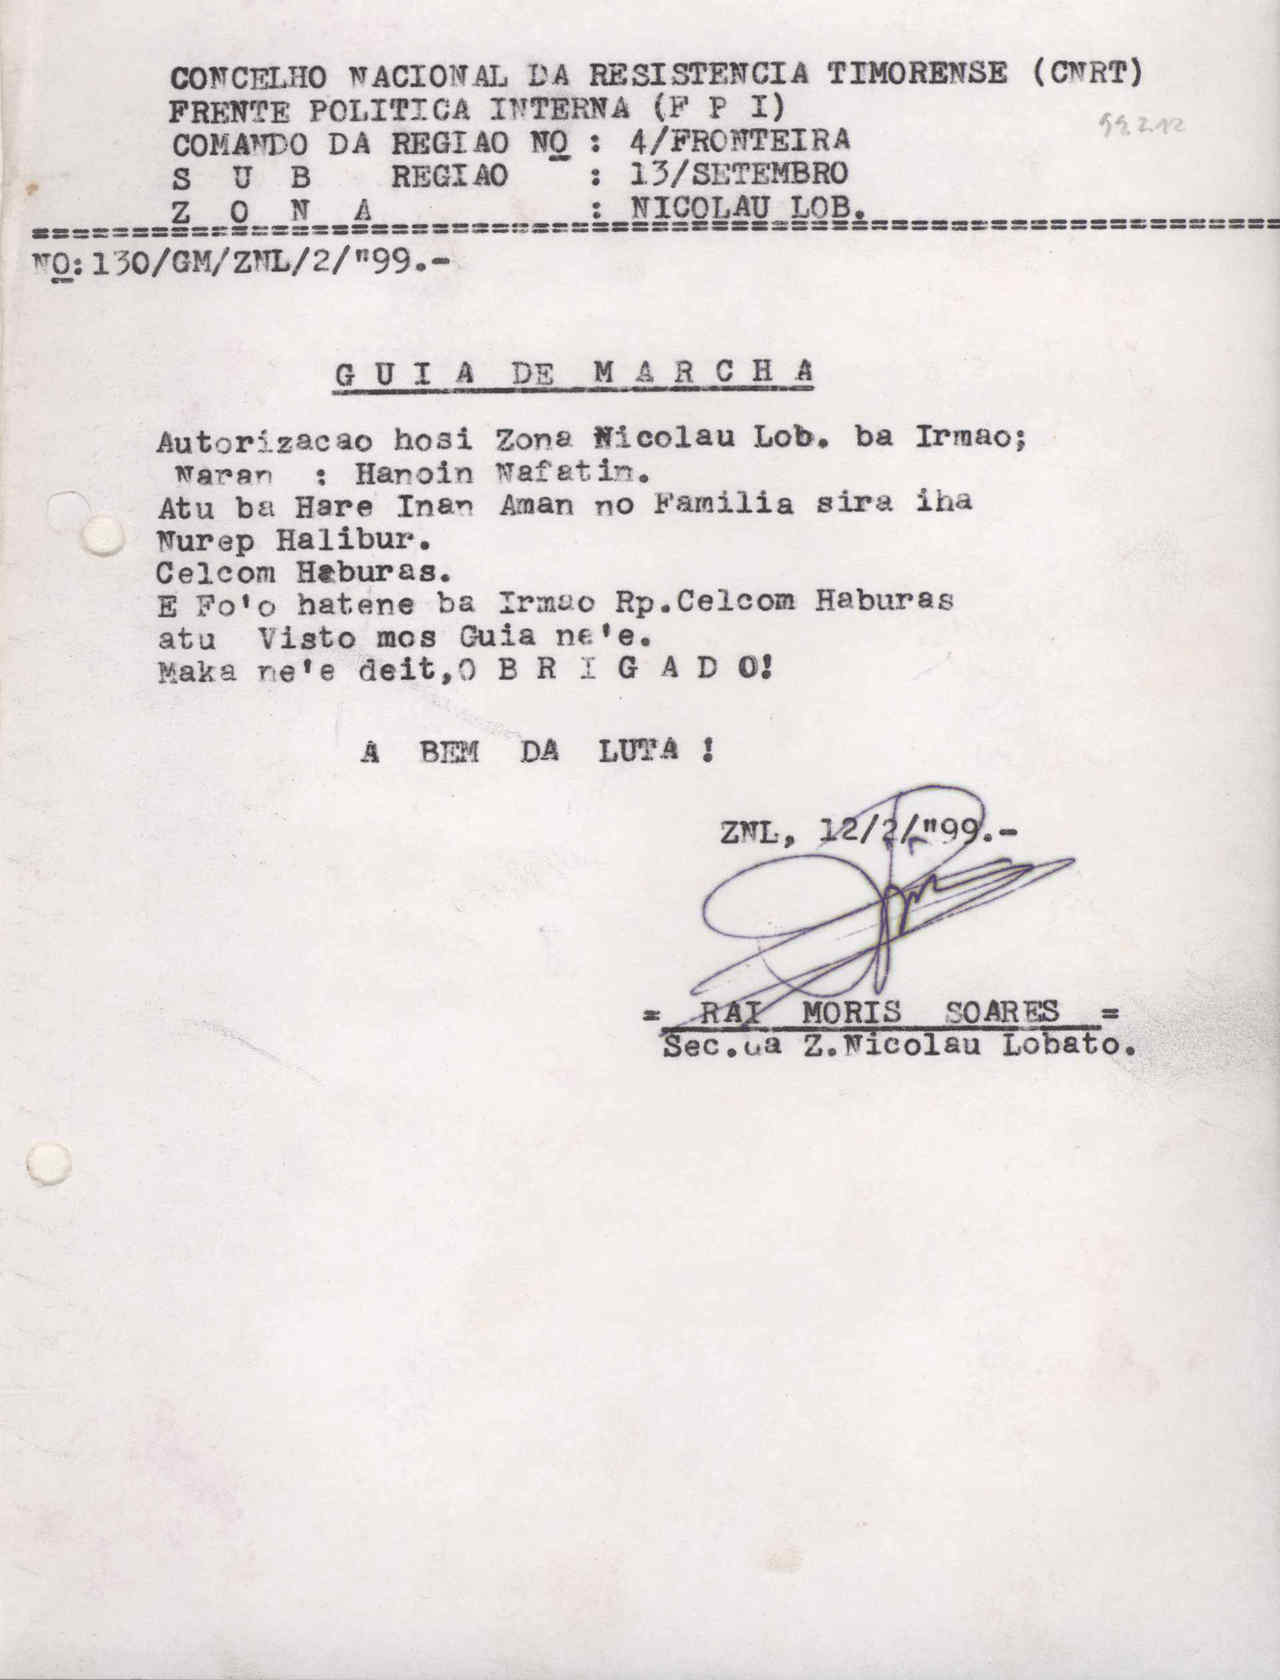 CONCELHO NACIONAL DA RESISTENCIA TIMORENSE (CNRT)
FRENTE POLITICA INTERNA (F P I)
99.2.12
COMANDO DA REGIAO NO : 4/FRONTEIRA
S U B REGIAO : 13/SETEMBRO
Z O N A : NICOLAU LOB.
NO:130/GM/ZNL/2/"99.-
G U I A DE M A R C H A
Autorizacao hosi Zona Nicolau Lob. ba Irmao;
Naran : Hanoin Nafatin.
Atu ba Hare Inan Aman no Familia sira iha
Nurep Halibur.
Celcom Haburas.
E Fo'o hatene ba Irmao Rp.Celcom Haburas
atu Visto mos Guia ne'e.
Maka ne'e deit,O B R I G A D O!
A BEM DA LUTA !
ZNL, 12/2/"99.-
= RAI MORIS SOARES =
Sec.da Z.Nicolau Lobato.